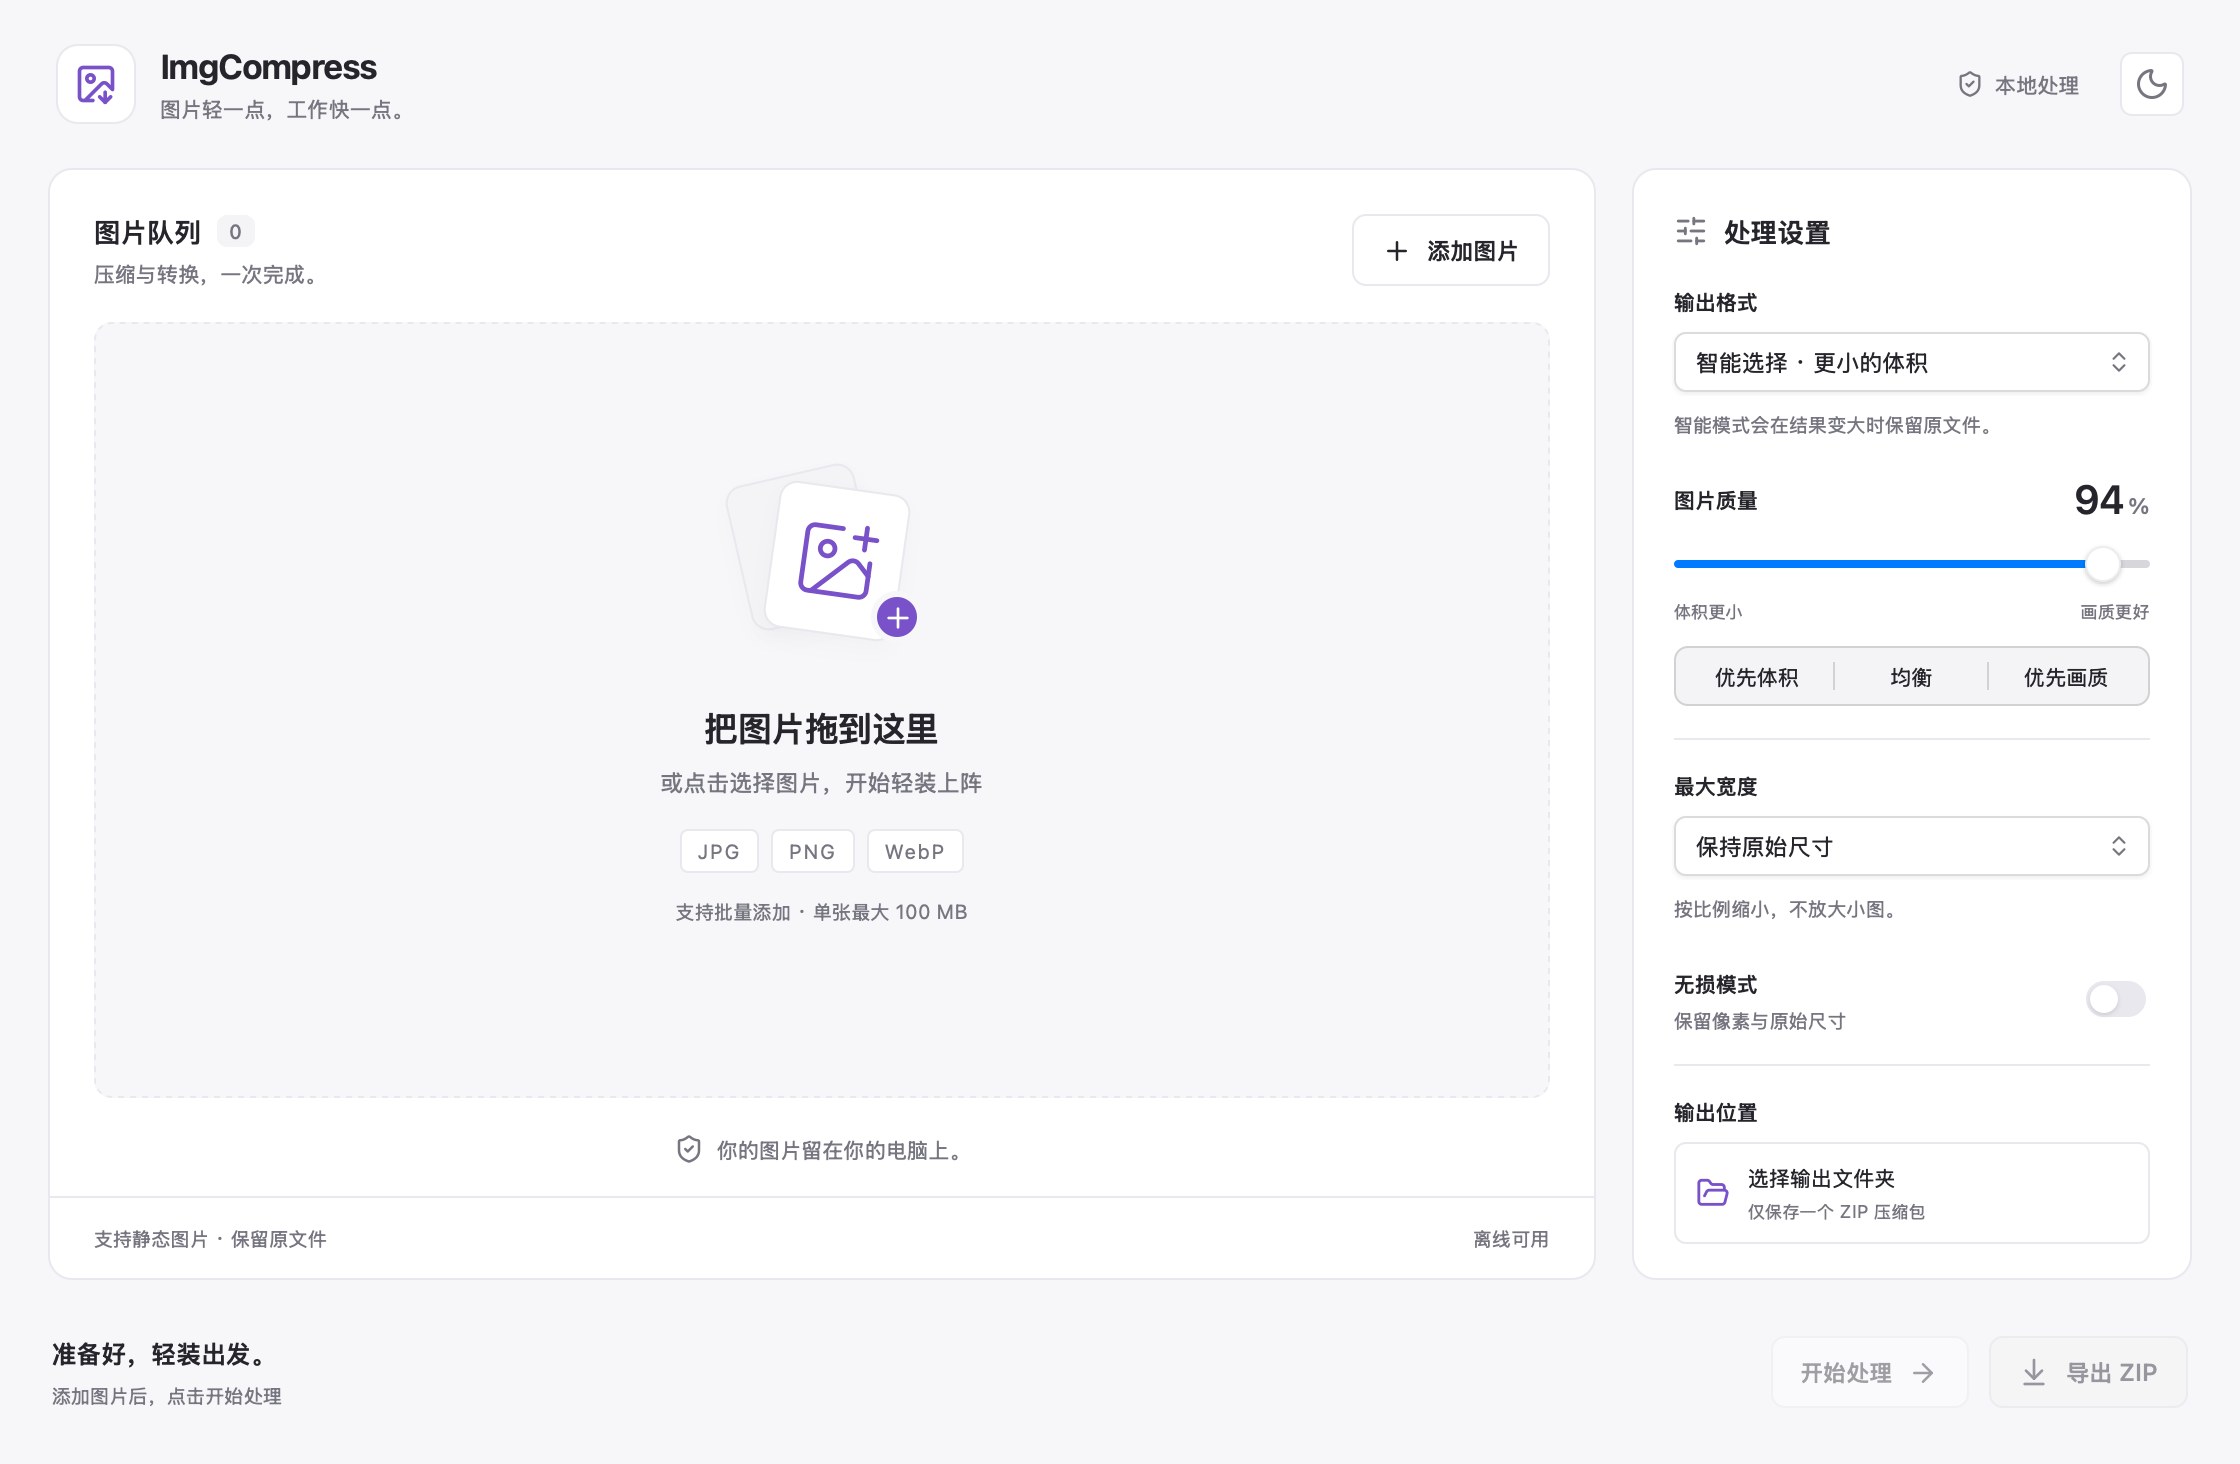 ImgCompress
图片轻一点，工作快一点。
本地处理
图片队列 0
压缩与转换，一次完成。
添加图片
把图片拖到这里
或点击选择图片，开始轻装上阵
JPG PNG WebP
支持批量添加 · 单张最大 100 MB
你的图片留在你的电脑上。
支持静态图片 · 保留原文件
离线可用
处理设置
输出格式
智能选择 · 更小的体积
智能模式会在结果变大时保留原文件。
图片质量 94 %
体积更小 画质更好
优先体积 均衡 优先画质
最大宽度
保持原始尺寸
按比例缩小，不放大小图。
无损模式
保留像素与原始尺寸
输出位置
选择输出文件夹
仅保存一个 ZIP 压缩包
准备好，轻装出发。
添加图片后，点击开始处理
开始处理
导出 ZIP